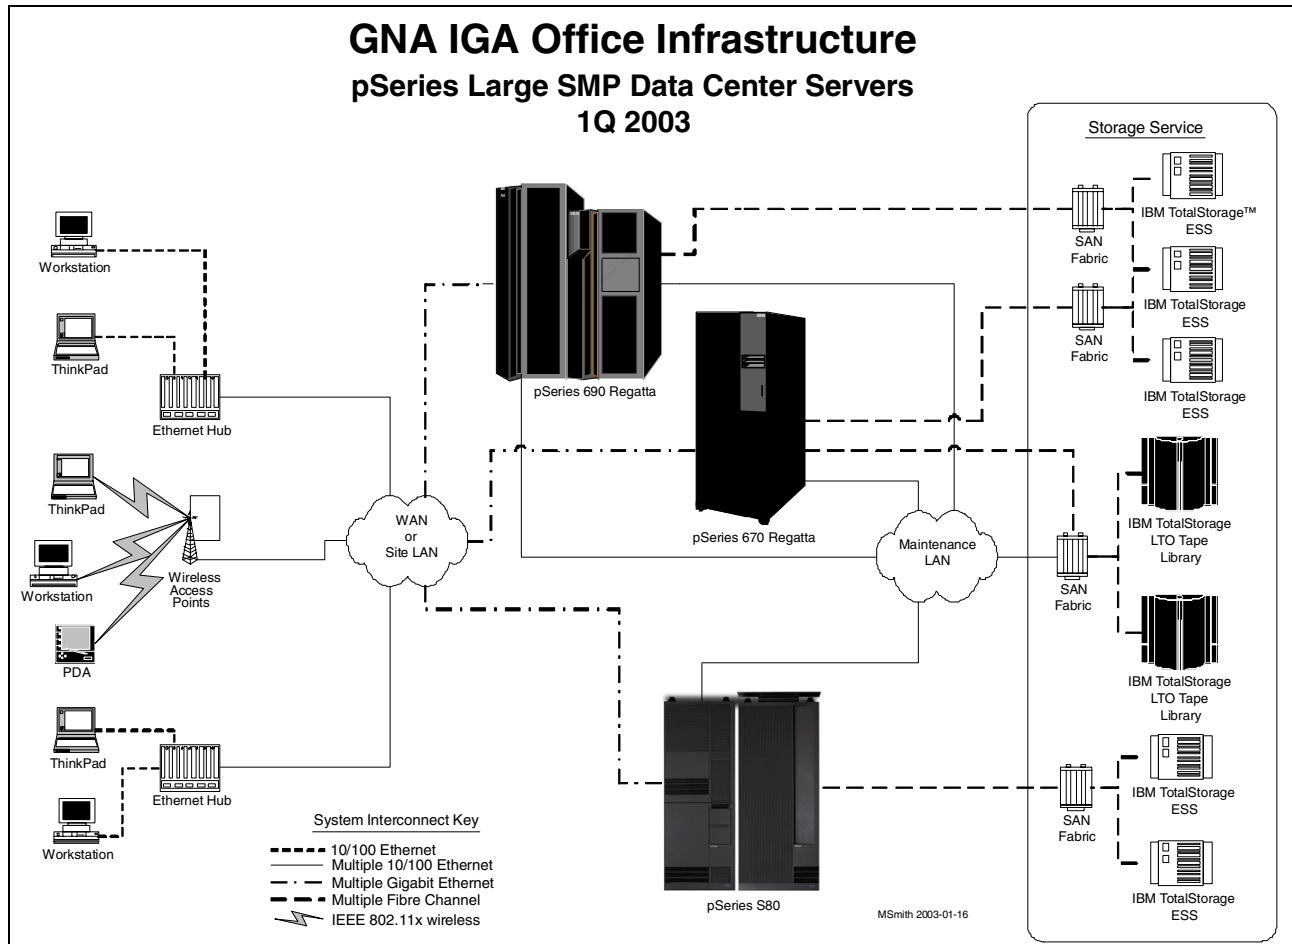 GNA IGA Office Infrastructure
pSeries Large SMP Data Center Servers
1Q 2003
Storage Service
IBM TotalStorage™
ESS
SAN
Fabric
IBM TotalStorage
ESS
SAN
Fabric
IBM TotalStorage
ESS
Workstation
ThinkPad
Ethernet Hub
pSeries 690 Regatta
ThinkPad
Workstation
PDA
Wireless
Access
Points
WAN
or
Site LAN
pSeries 670 Regatta
Maintenance
LAN
IBM TotalStorage
LTO Tape
Library
SAN
Fabric
IBM TotalStorage
LTO Tape
Library
ThinkPad
Workstation
Ethernet Hub
pSeries S80
SAN
Fabric
IBM TotalStorage
ESS
IBM TotalStorage
ESS
System Interconnect Key
10/100 Ethernet
Multiple 10/100 Ethernet
Multiple Gigabit Ethernet
Multiple Fibre Channel
IEEE 802.11x wireless
MSmith 2003-01-16